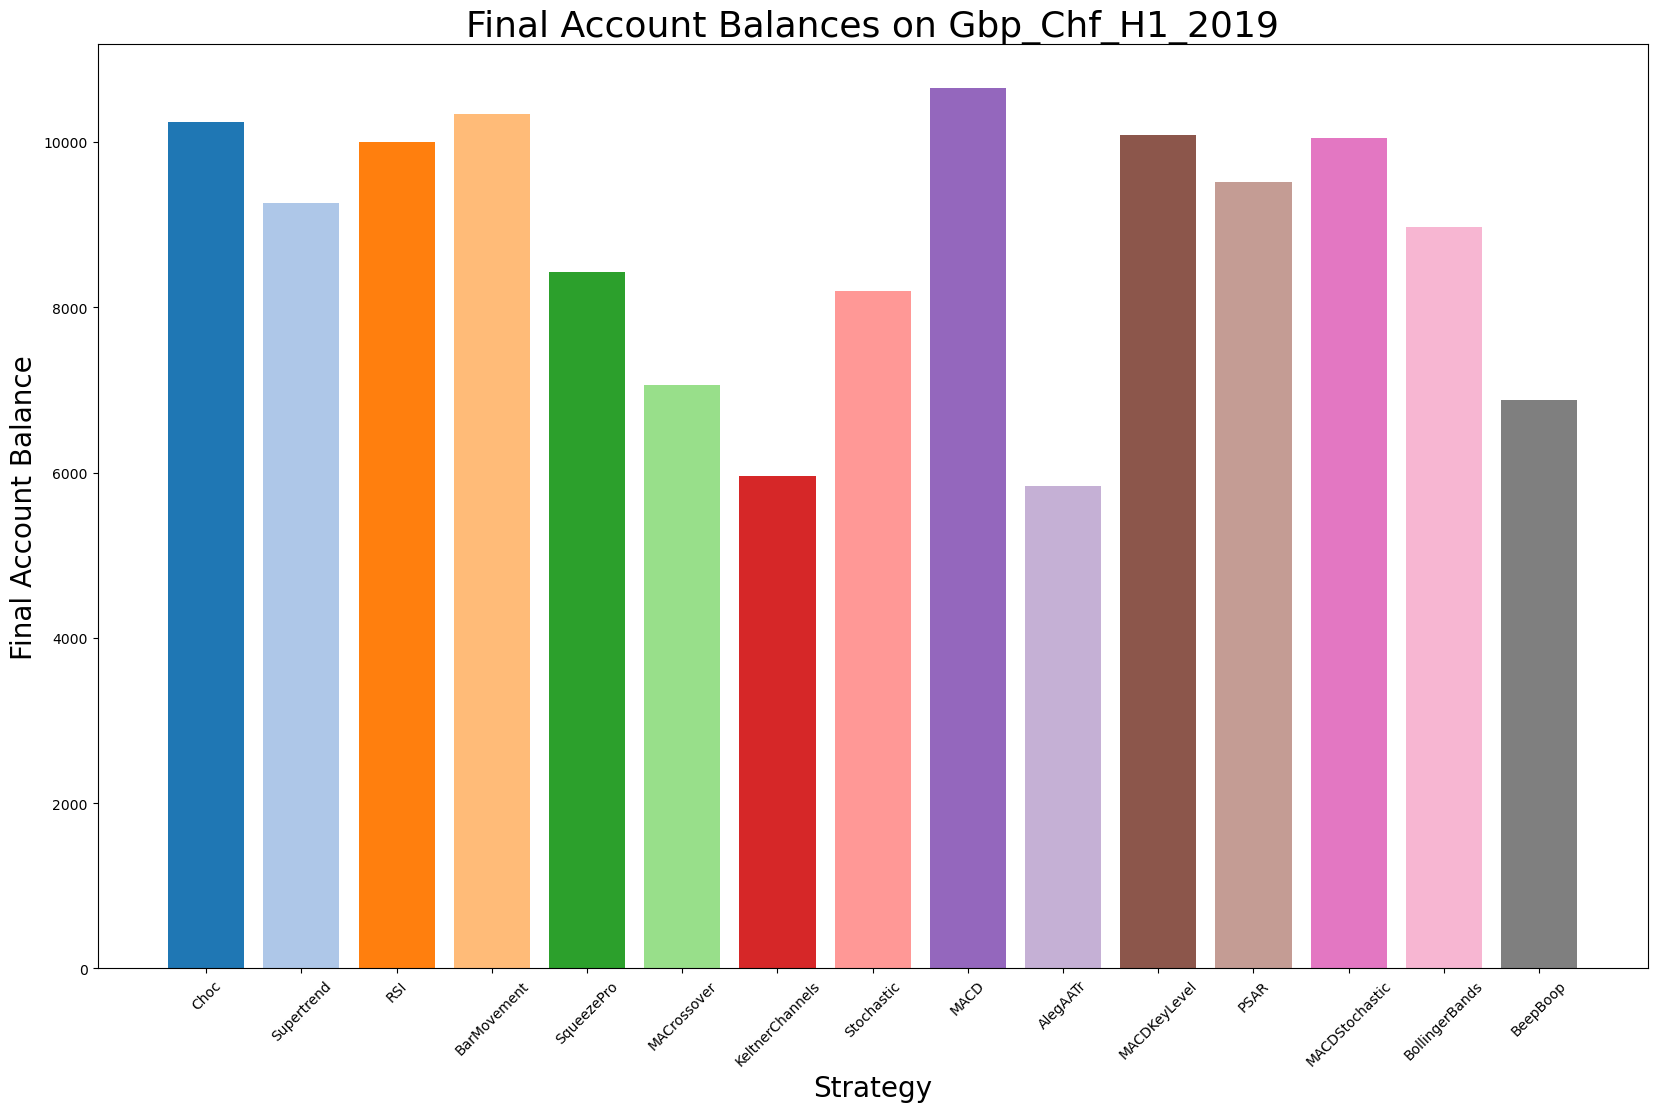 Final Account Balances on Gbp_Chf_H1_2019
Final Account Balance
10000
8000
6000
4000
2000
0
Choc
Supertrend
RSI
BarMovement
SqueezePro
MACrossover
KeltnerChannels
Stochastic
MACD
AlegAATr
MACDKeyLevel
PSAR
MACDStochastic
BollingerBands
BeepBoop
Strategy